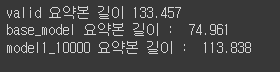 valid 요약본 길이 133.457
base_model 요약본 길이 :  74.961
model1_10000 요약본 길이 :  113.838